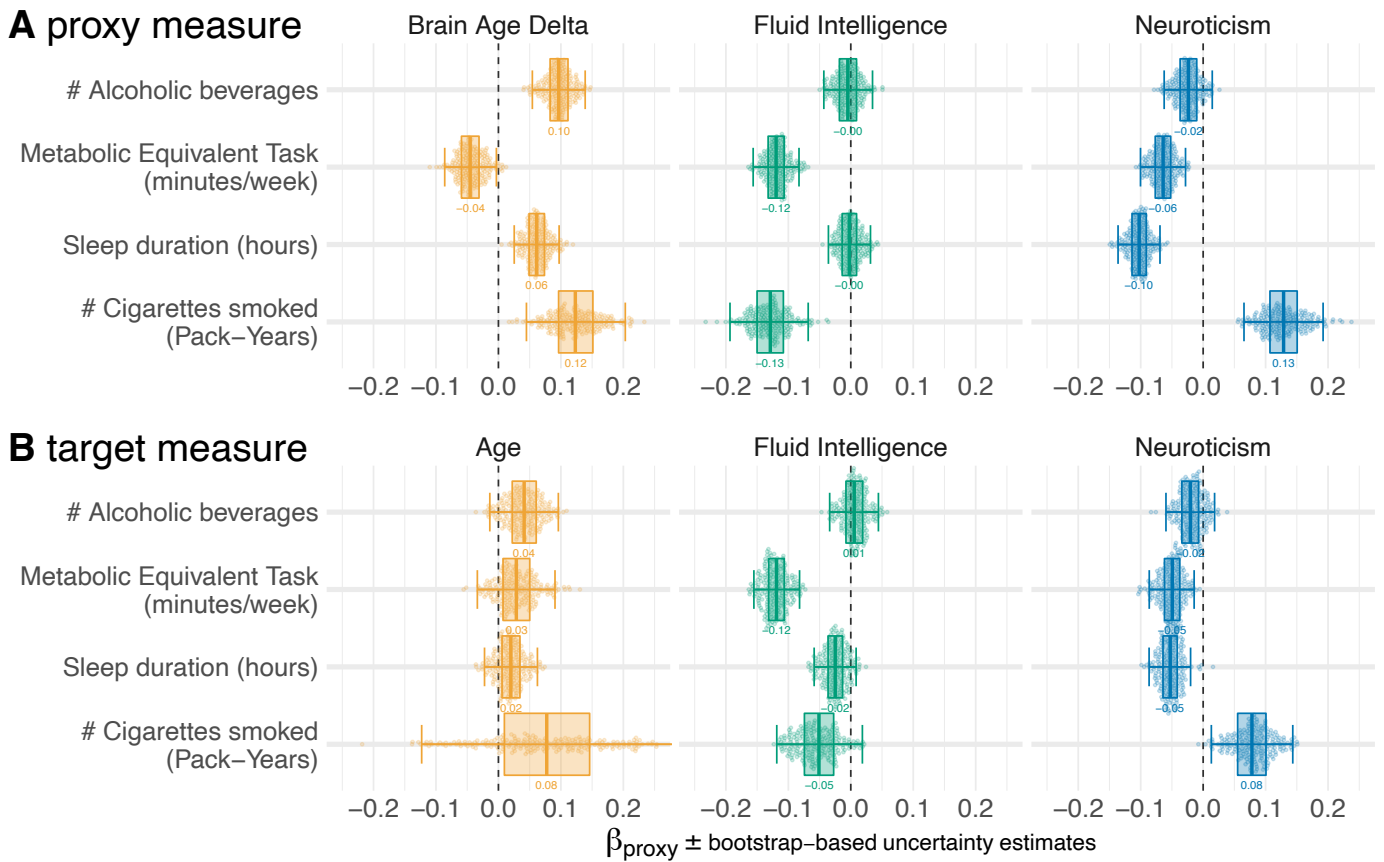 A proxy measure
Brain Age Delta Fluid Intelligence Neuroticism
# Alcoholic beverages
0.10 −0.00 −0.02
Metabolic Equivalent Task
(minutes/week)
−0.04 −0.12 −0.06
Sleep duration (hours)
0.06 −0.00 −0.10
# Cigarettes smoked
(Pack−Years)
0.12 −0.13 0.13
−0.2 −0.1 0.0 0.1 0.2 −0.2 −0.1 0.0 0.1 0.2 −0.2 −0.1 0.0 0.1 0.2
B target measure
Age Fluid Intelligence Neuroticism
# Alcoholic beverages
0.04 0.01 −0.02
Metabolic Equivalent Task
(minutes/week)
0.03 −0.12 −0.05
Sleep duration (hours)
0.02 −0.02 −0.05
# Cigarettes smoked
(Pack−Years)
0.08 −0.05 0.08
−0.2 −0.1 0.0 0.1 0.2 −0.2 −0.1 0.0 0.1 0.2 −0.2 −0.1 0.0 0.1 0.2
βproxy ± bootstrap−based uncertainty estimates